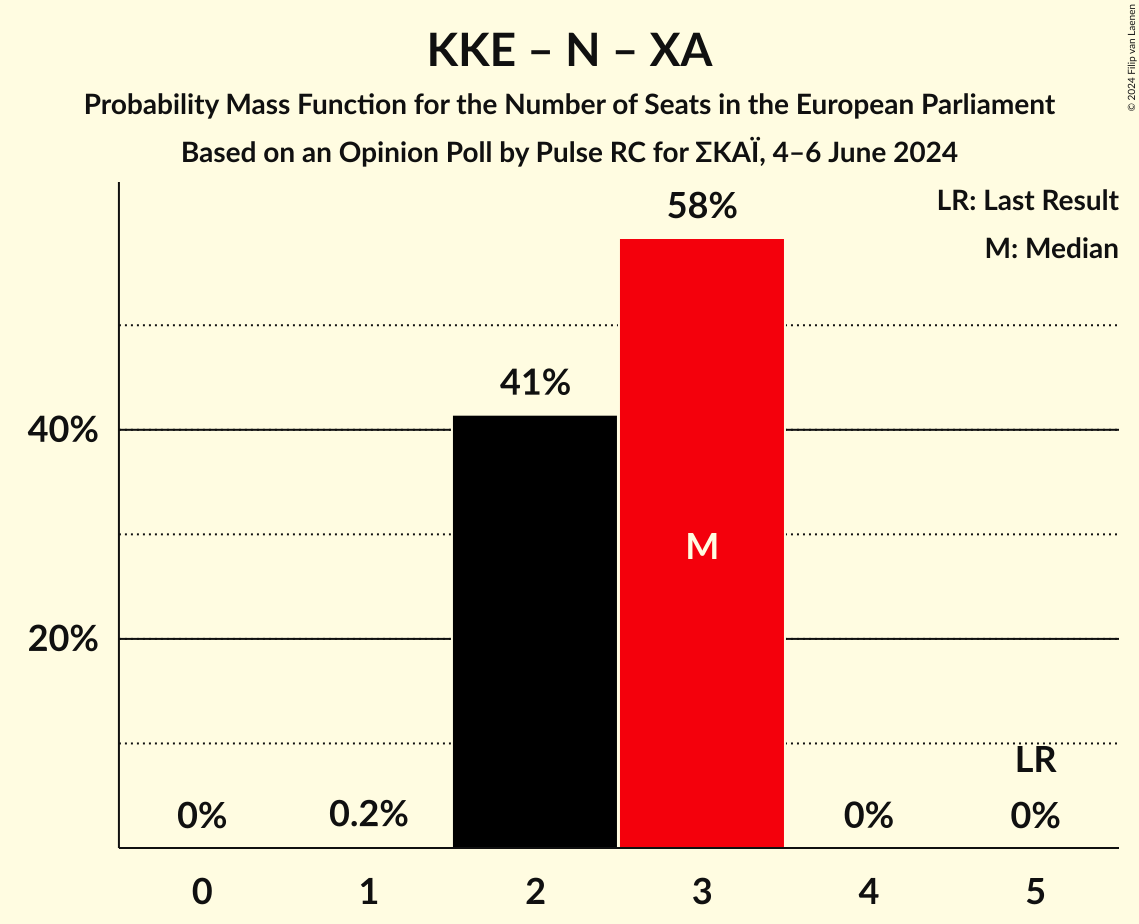 KKE – N – ΧΑ
Probability Mass Function for the Number of Seats in the European Parliament
Based on an Opinion Poll by Pulse RC for ΣΚΑΪ, 4–6 June 2024
© 2024 Filip van Laenen
LR: Last Result
M: Median
58%
41%
40%
M
20%
LR
0%
0.2%
0%
0%
0
1
2
3
4
5